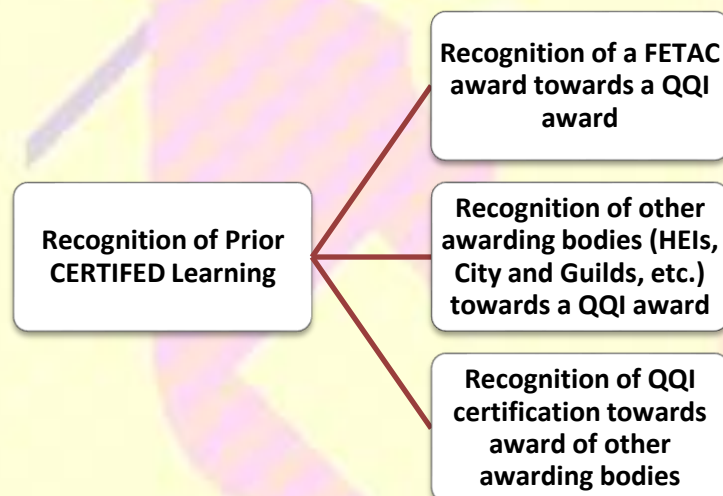 Recognition of a FETAC
award towards a QQI
award
Recognition of Prior
CERTIFED Learning
Recognition of other
awarding bodies (HEIs,
City and Guilds, etc.)
towards a QQI award
Recognition of QQI
certification towards
award of other
awarding bodies